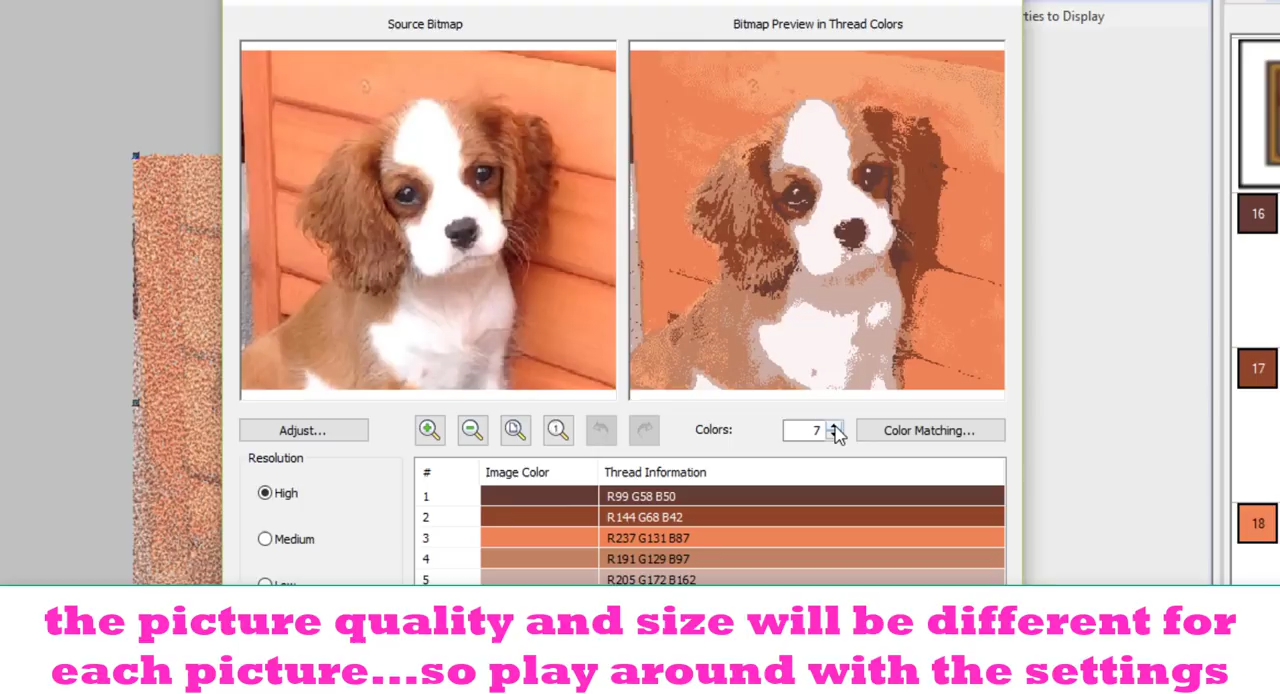 ties to Display
Source Bitmap
Bitmap Preview in Thread Colors
16
17
18
Adjust...
1
Colors:
7
Color Matching...
Resolution
High
Medium
# Image Color Thread Information
1 R99 G58 B50
2 R144 G68 B42
3 R237 G131 B87
4 R191 G129 B97
5 R205 G172 B162
the picture quality and size will be different for
each picture...so play around with the settings